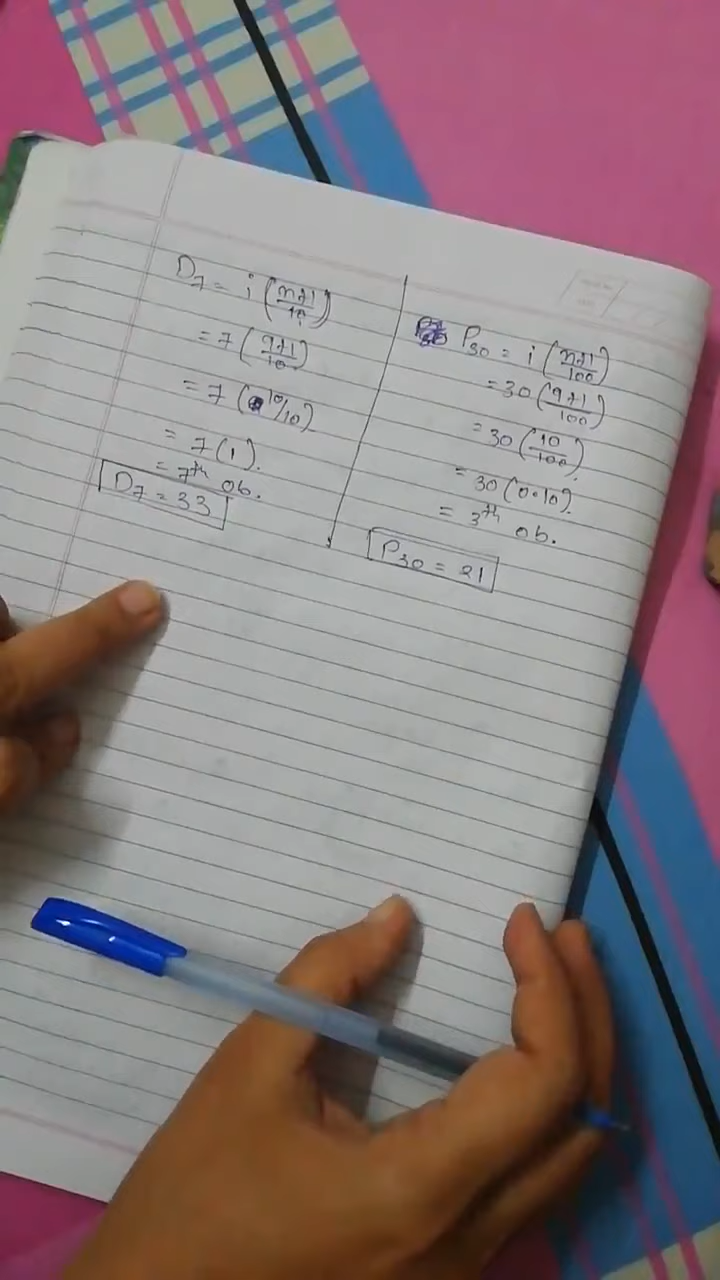 D₇ = i (n+1/10)
= 7 (9+1/10)
= 7 (10/10)
= 7 (1).
= 7th ob.
D₇ = 33
P₃₀ = i (n+1/100)
= 30 (9+1/100)
= 30 (10/100)
= 30 (0.10).
= 3th ob.
P₃₀ = 21